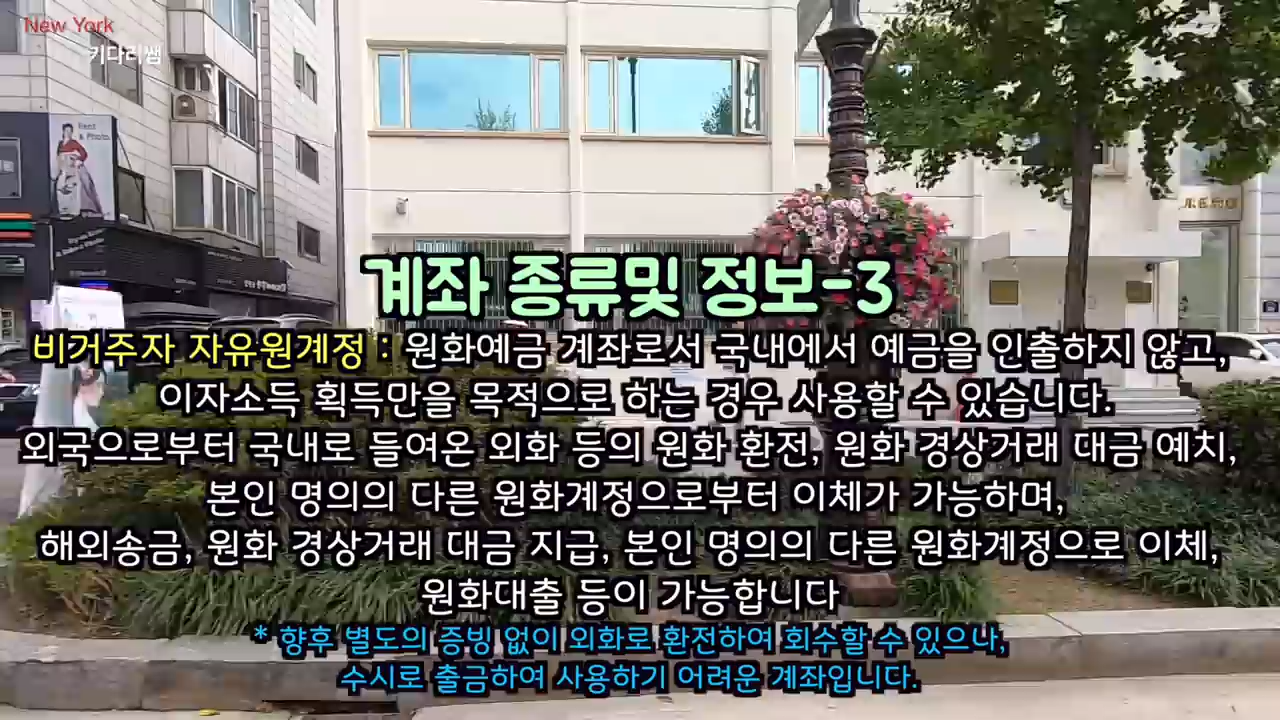 New York
키다리쌤
Rent
& Photo
계좌 종류및 정보-3
비거주자 자유원계정 : 원화예금 계좌로서 국내에서 예금을 인출하지 않고,
이자소득 획득만을 목적으로 하는 경우 사용할 수 있습니다.
외국으로부터 국내로 들여온 외화 등의 원화 환전, 원화 경상거래 대금 예치,
본인 명의의 다른 원화계정으로부터 이체가 가능하며,
해외송금, 원화 경상거래 대금 지급, 본인 명의의 다른 원화계정으로 이체,
원화대출 등이 가능합니다
* 향후 별도의 증빙 없이 외화로 환전하여 회수할 수 있으나,
수시로 출금하여 사용하기 어려운 계좌입니다.